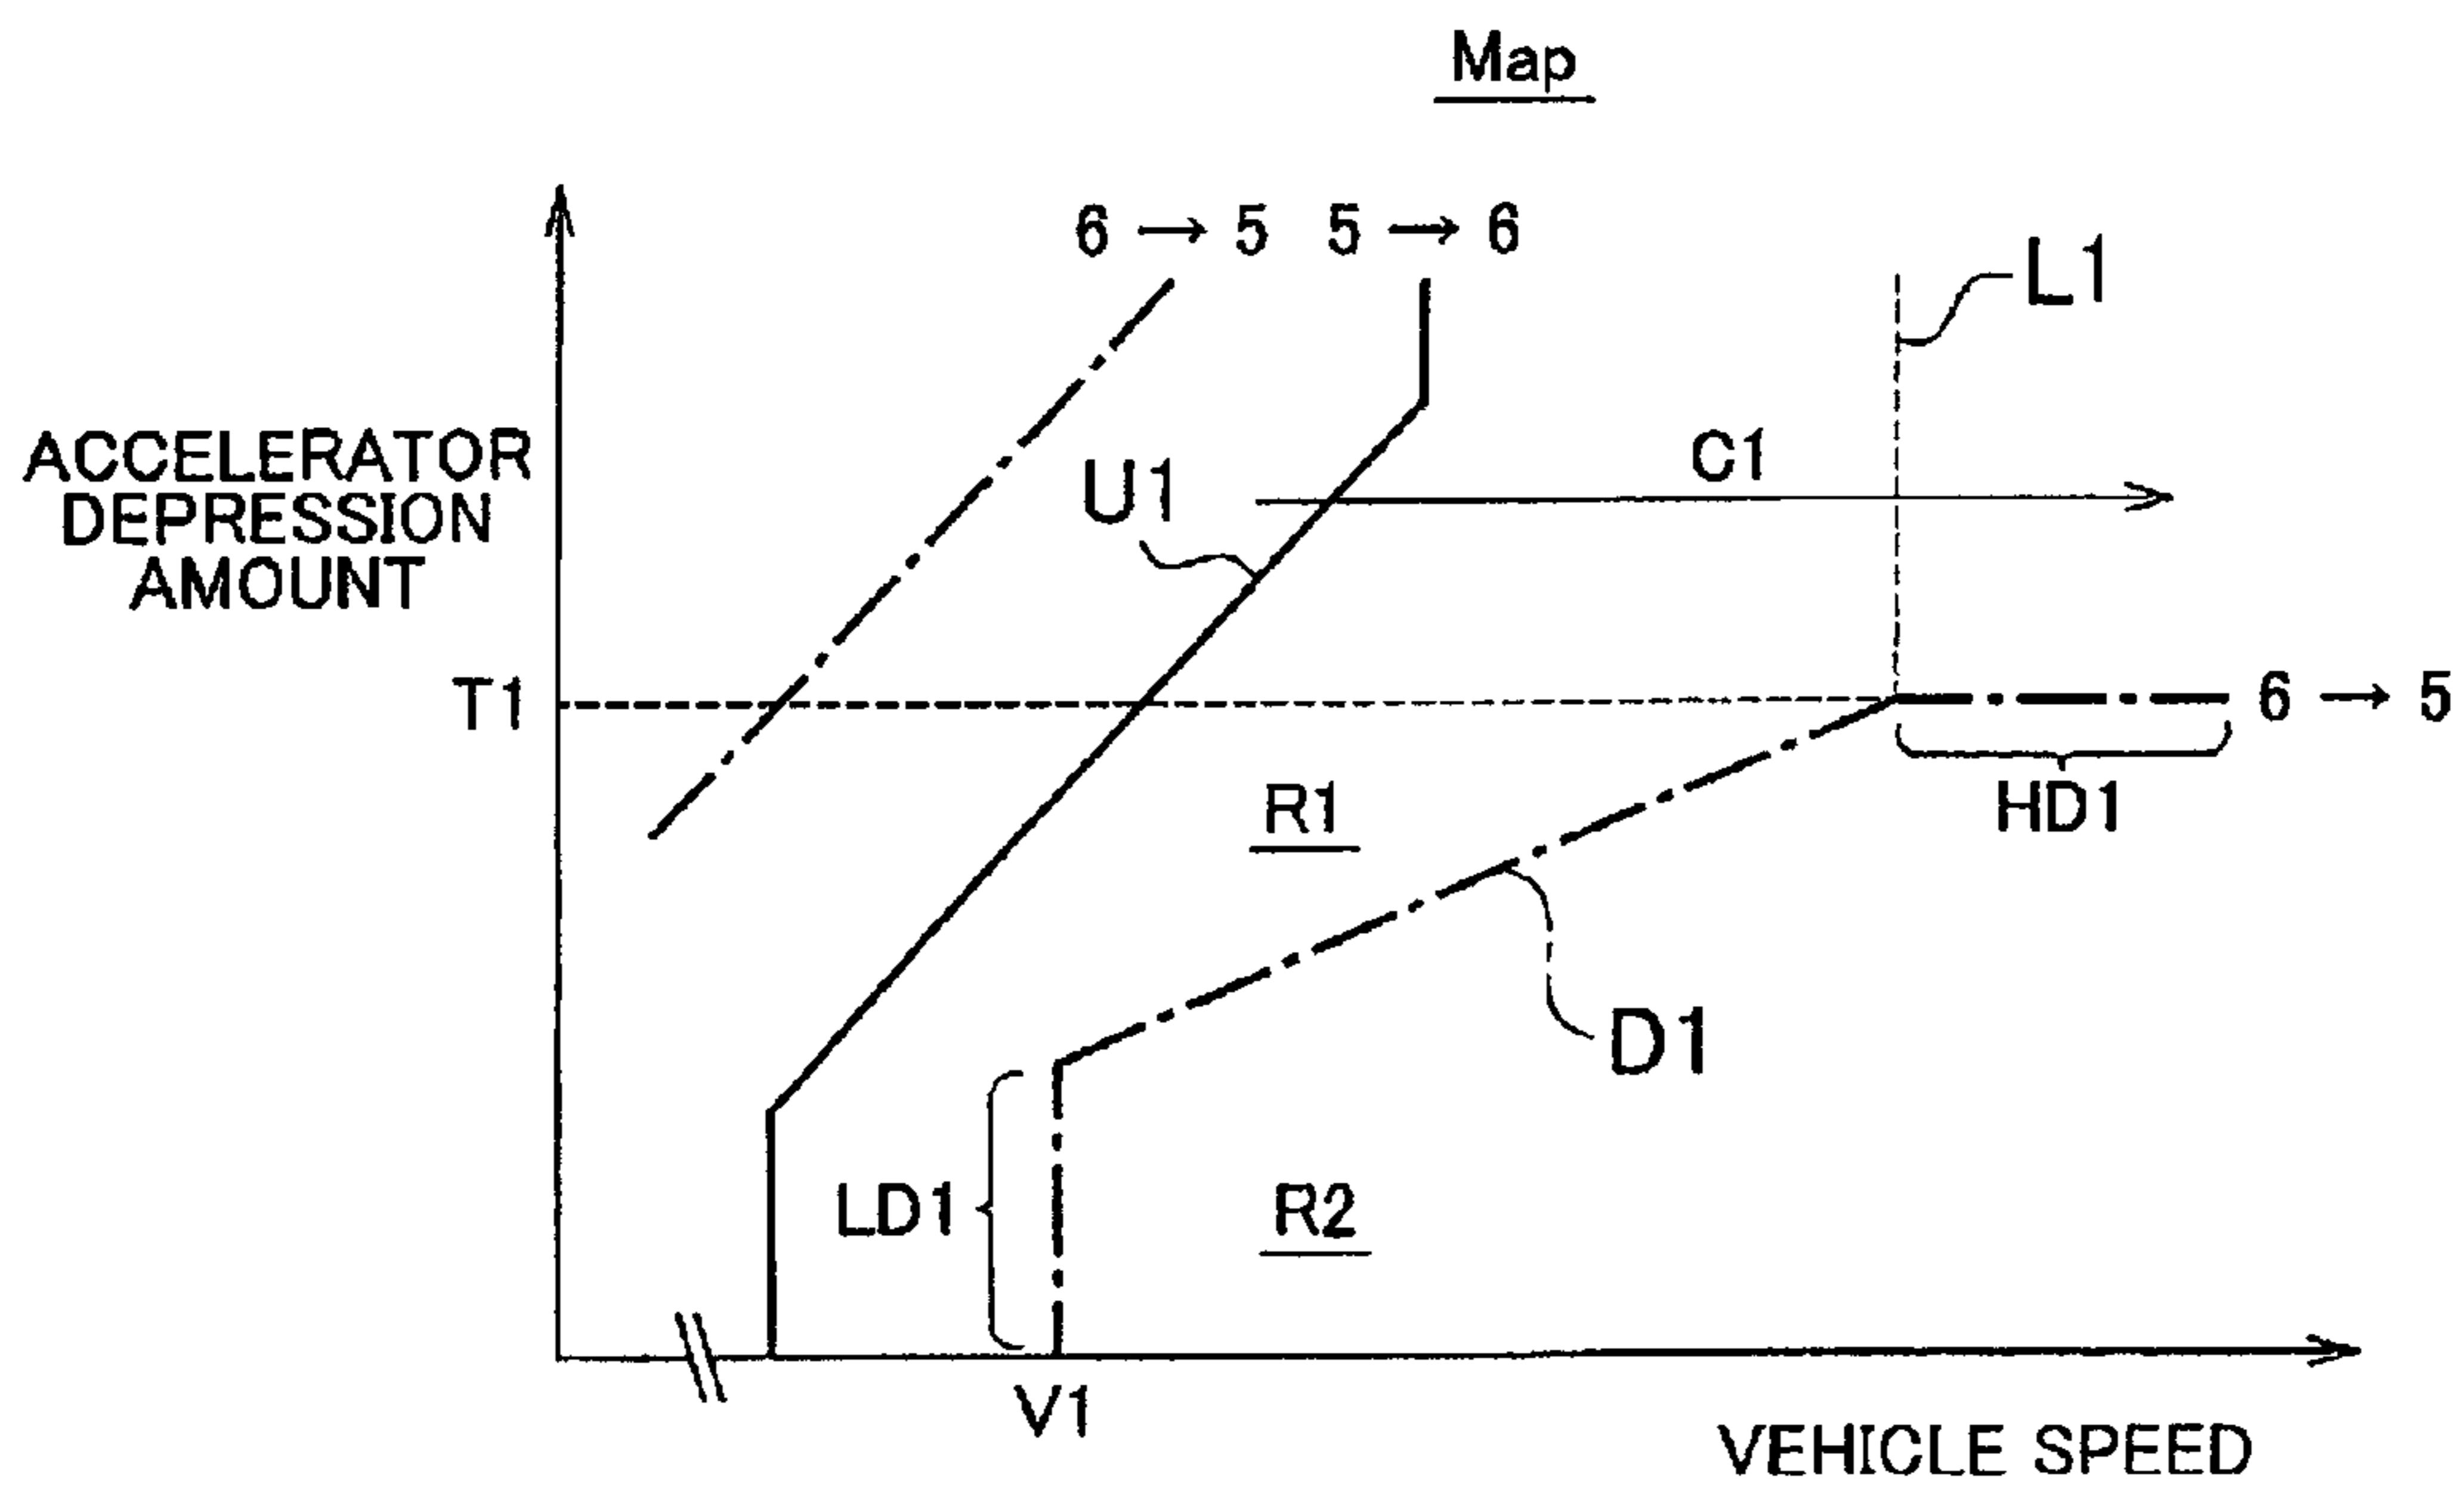 Map
6 → 5 5 → 6
L1
ACCELERATOR
DEPRESSION
AMOUNT
U1
C1
T1
6 → 5
R1
HD1
D1
LD1
R2
V1
VEHICLE SPEED